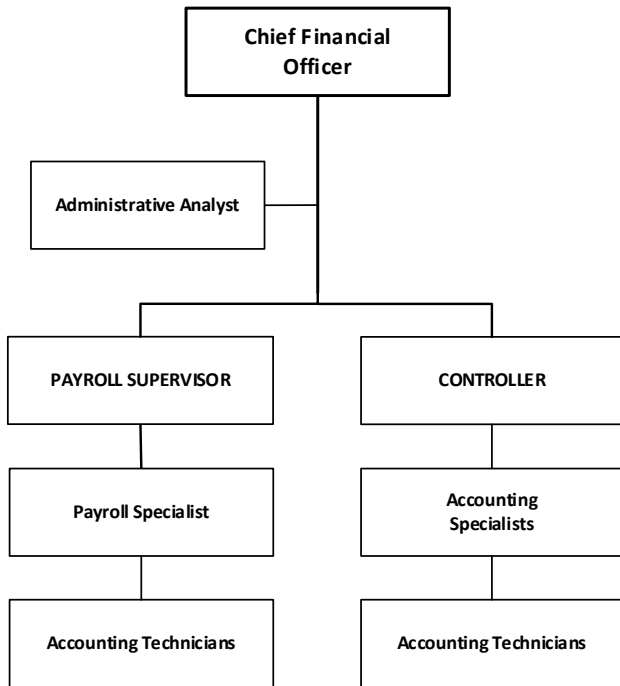 Chief Financial
Officer
Administrative Analyst
PAYROLL SUPERVISOR
CONTROLLER
Payroll Specialist
Accounting
Specialists
Accounting Technicians
Accounting Technicians